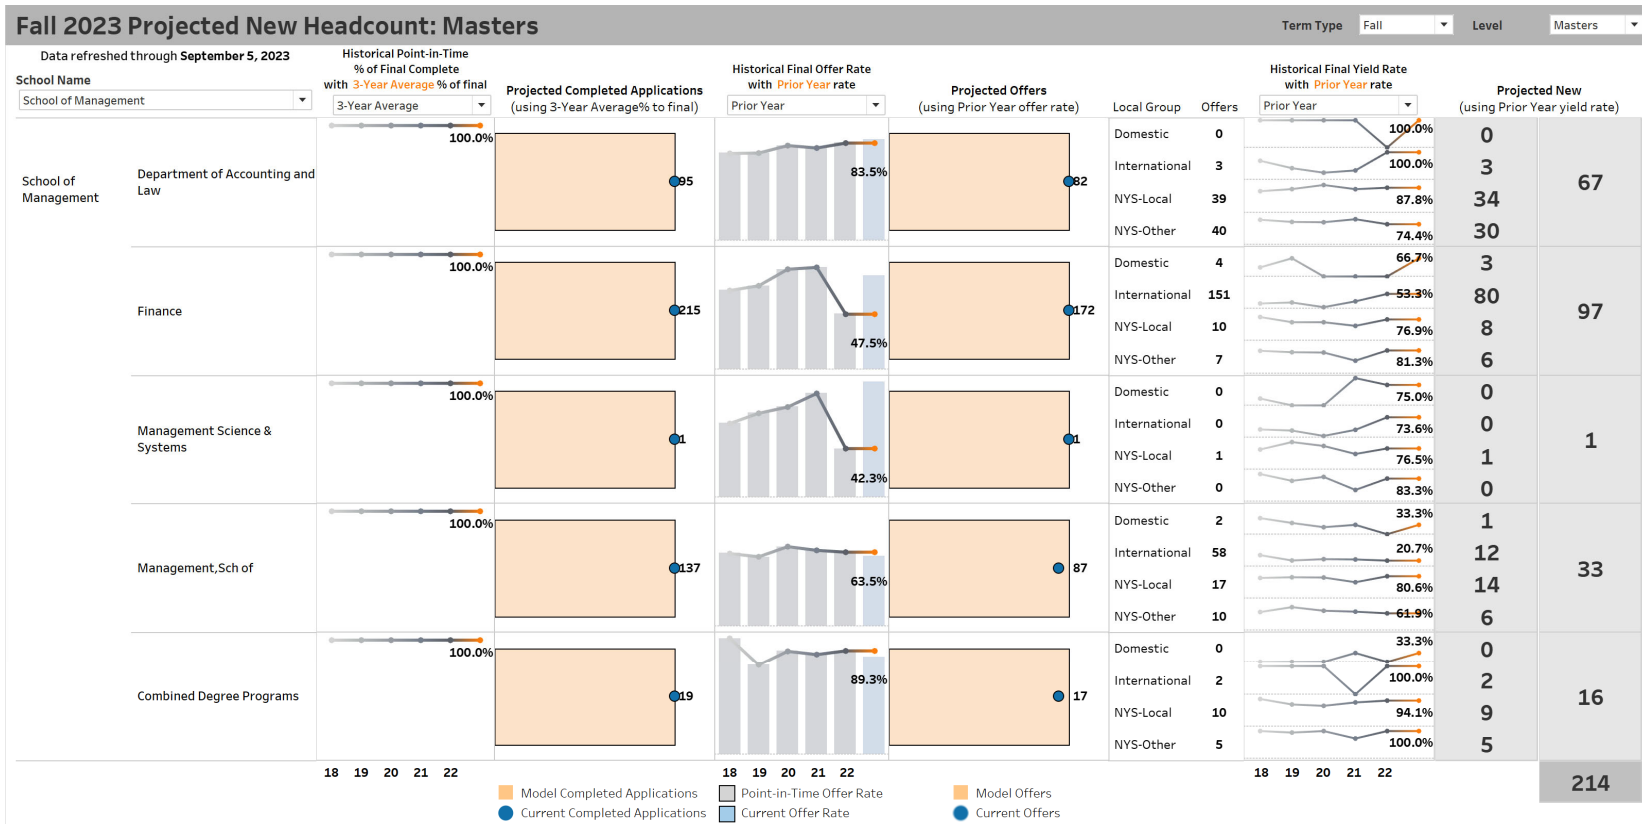 Fall 2023 Projected New Headcount: Masters
Term Type
Fall
Level
Masters
Data refreshed through September 5, 2023
School Name
School of Management
Historical Point-in-Time
% of Final Complete
with 3-Year Average % of final
3-Year Average
Projected Completed Applications
(using 3-Year Average% to final)
Historical Final Offer Rate
with Prior Year rate
Prior Year
Projected Offers
(using Prior Year offer rate)
Local Group
Offers
Historical Final Yield Rate
with Prior Year rate
Prior Year
Projected New
(using Prior Year yield rate)
School of
Management
Department of Accounting and
Law
100.0%
95
83.5%
82
Domestic 0 100.0% 0
International 3 100.0% 3
NYS-Local 39 87.8% 34
NYS-Other 40 74.4% 30
67
Finance
100.0%
215
47.5%
172
Domestic 4 66.7% 3
International 151 53.3% 80
NYS-Local 10 76.9% 8
NYS-Other 7 81.3% 6
97
Management Science &
Systems
100.0%
1
42.3%
1
Domestic 0 75.0% 0
International 0 73.6% 0
NYS-Local 1 76.5% 1
NYS-Other 0 83.3% 0
1
Management,Sch of
100.0%
137
63.5%
87
Domestic 2 33.3% 1
International 58 20.7% 12
NYS-Local 17 80.6% 14
NYS-Other 10 61.9% 6
33
Combined Degree Programs
100.0%
19
89.3%
17
Domestic 0 33.3% 0
International 2 100.0% 2
NYS-Local 10 94.1% 9
NYS-Other 5 100.0% 5
16
18 19 20 21 22
18 19 20 21 22
18 19 20 21 22
214
Model Completed Applications
Current Completed Applications
Point-in-Time Offer Rate
Current Offer Rate
Model Offers
Current Offers